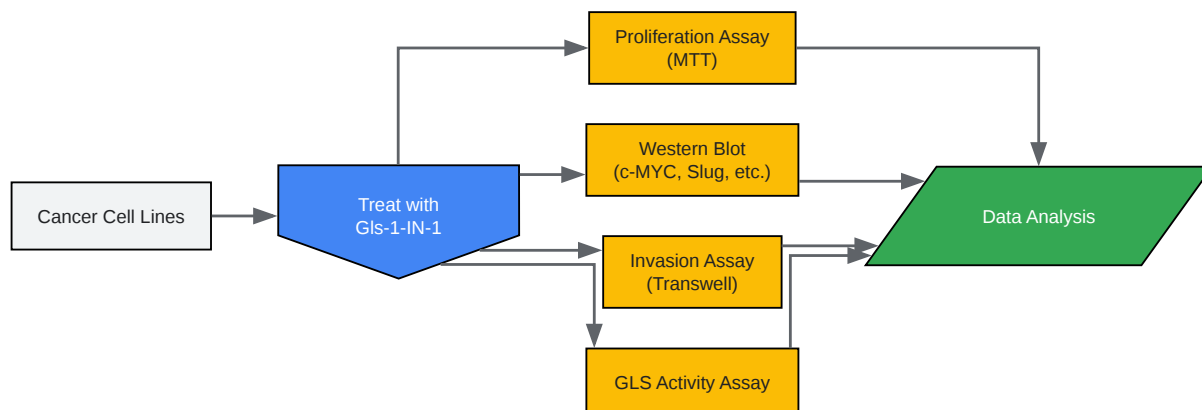 Cancer Cell Lines
Treat with
Gls-1-IN-1
Proliferation Assay
(MTT)
Western Blot
(c-MYC, Slug, etc.)
Invasion Assay
(Transwell)
GLS Activity Assay
Data Analysis